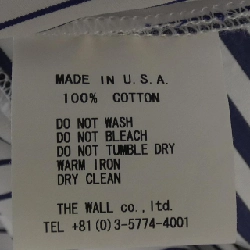 MADE IN U.S.A.
100% COTTON
DO NOT WASH
DO NOT BLEACH
DO NOT TUMBLE DRY
WARM IRON
DRY CLEAN
THE WALL co., ltd.
TEL +81(0)3-5774-4001